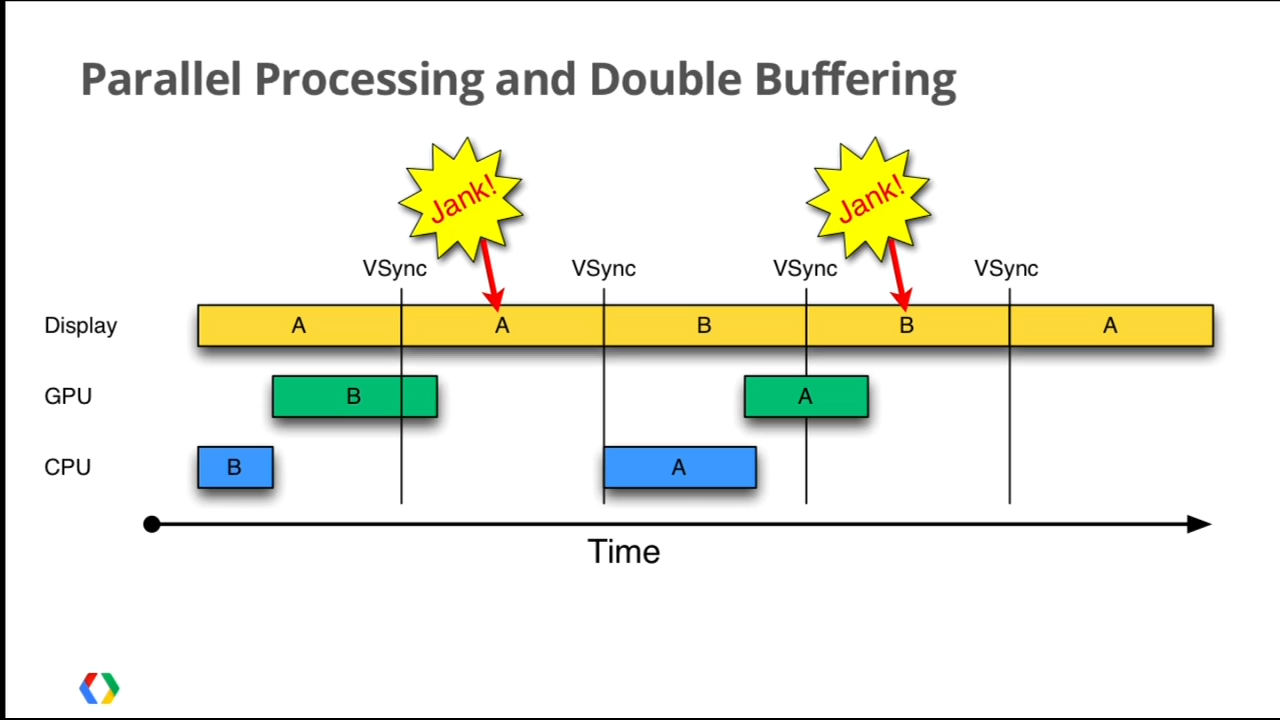 Parallel Processing and Double Buffering
Jank!
Jank!
VSync
VSync
VSync
VSync
Display
A
A
B
B
A
GPU
B
A
CPU
B
A
Time